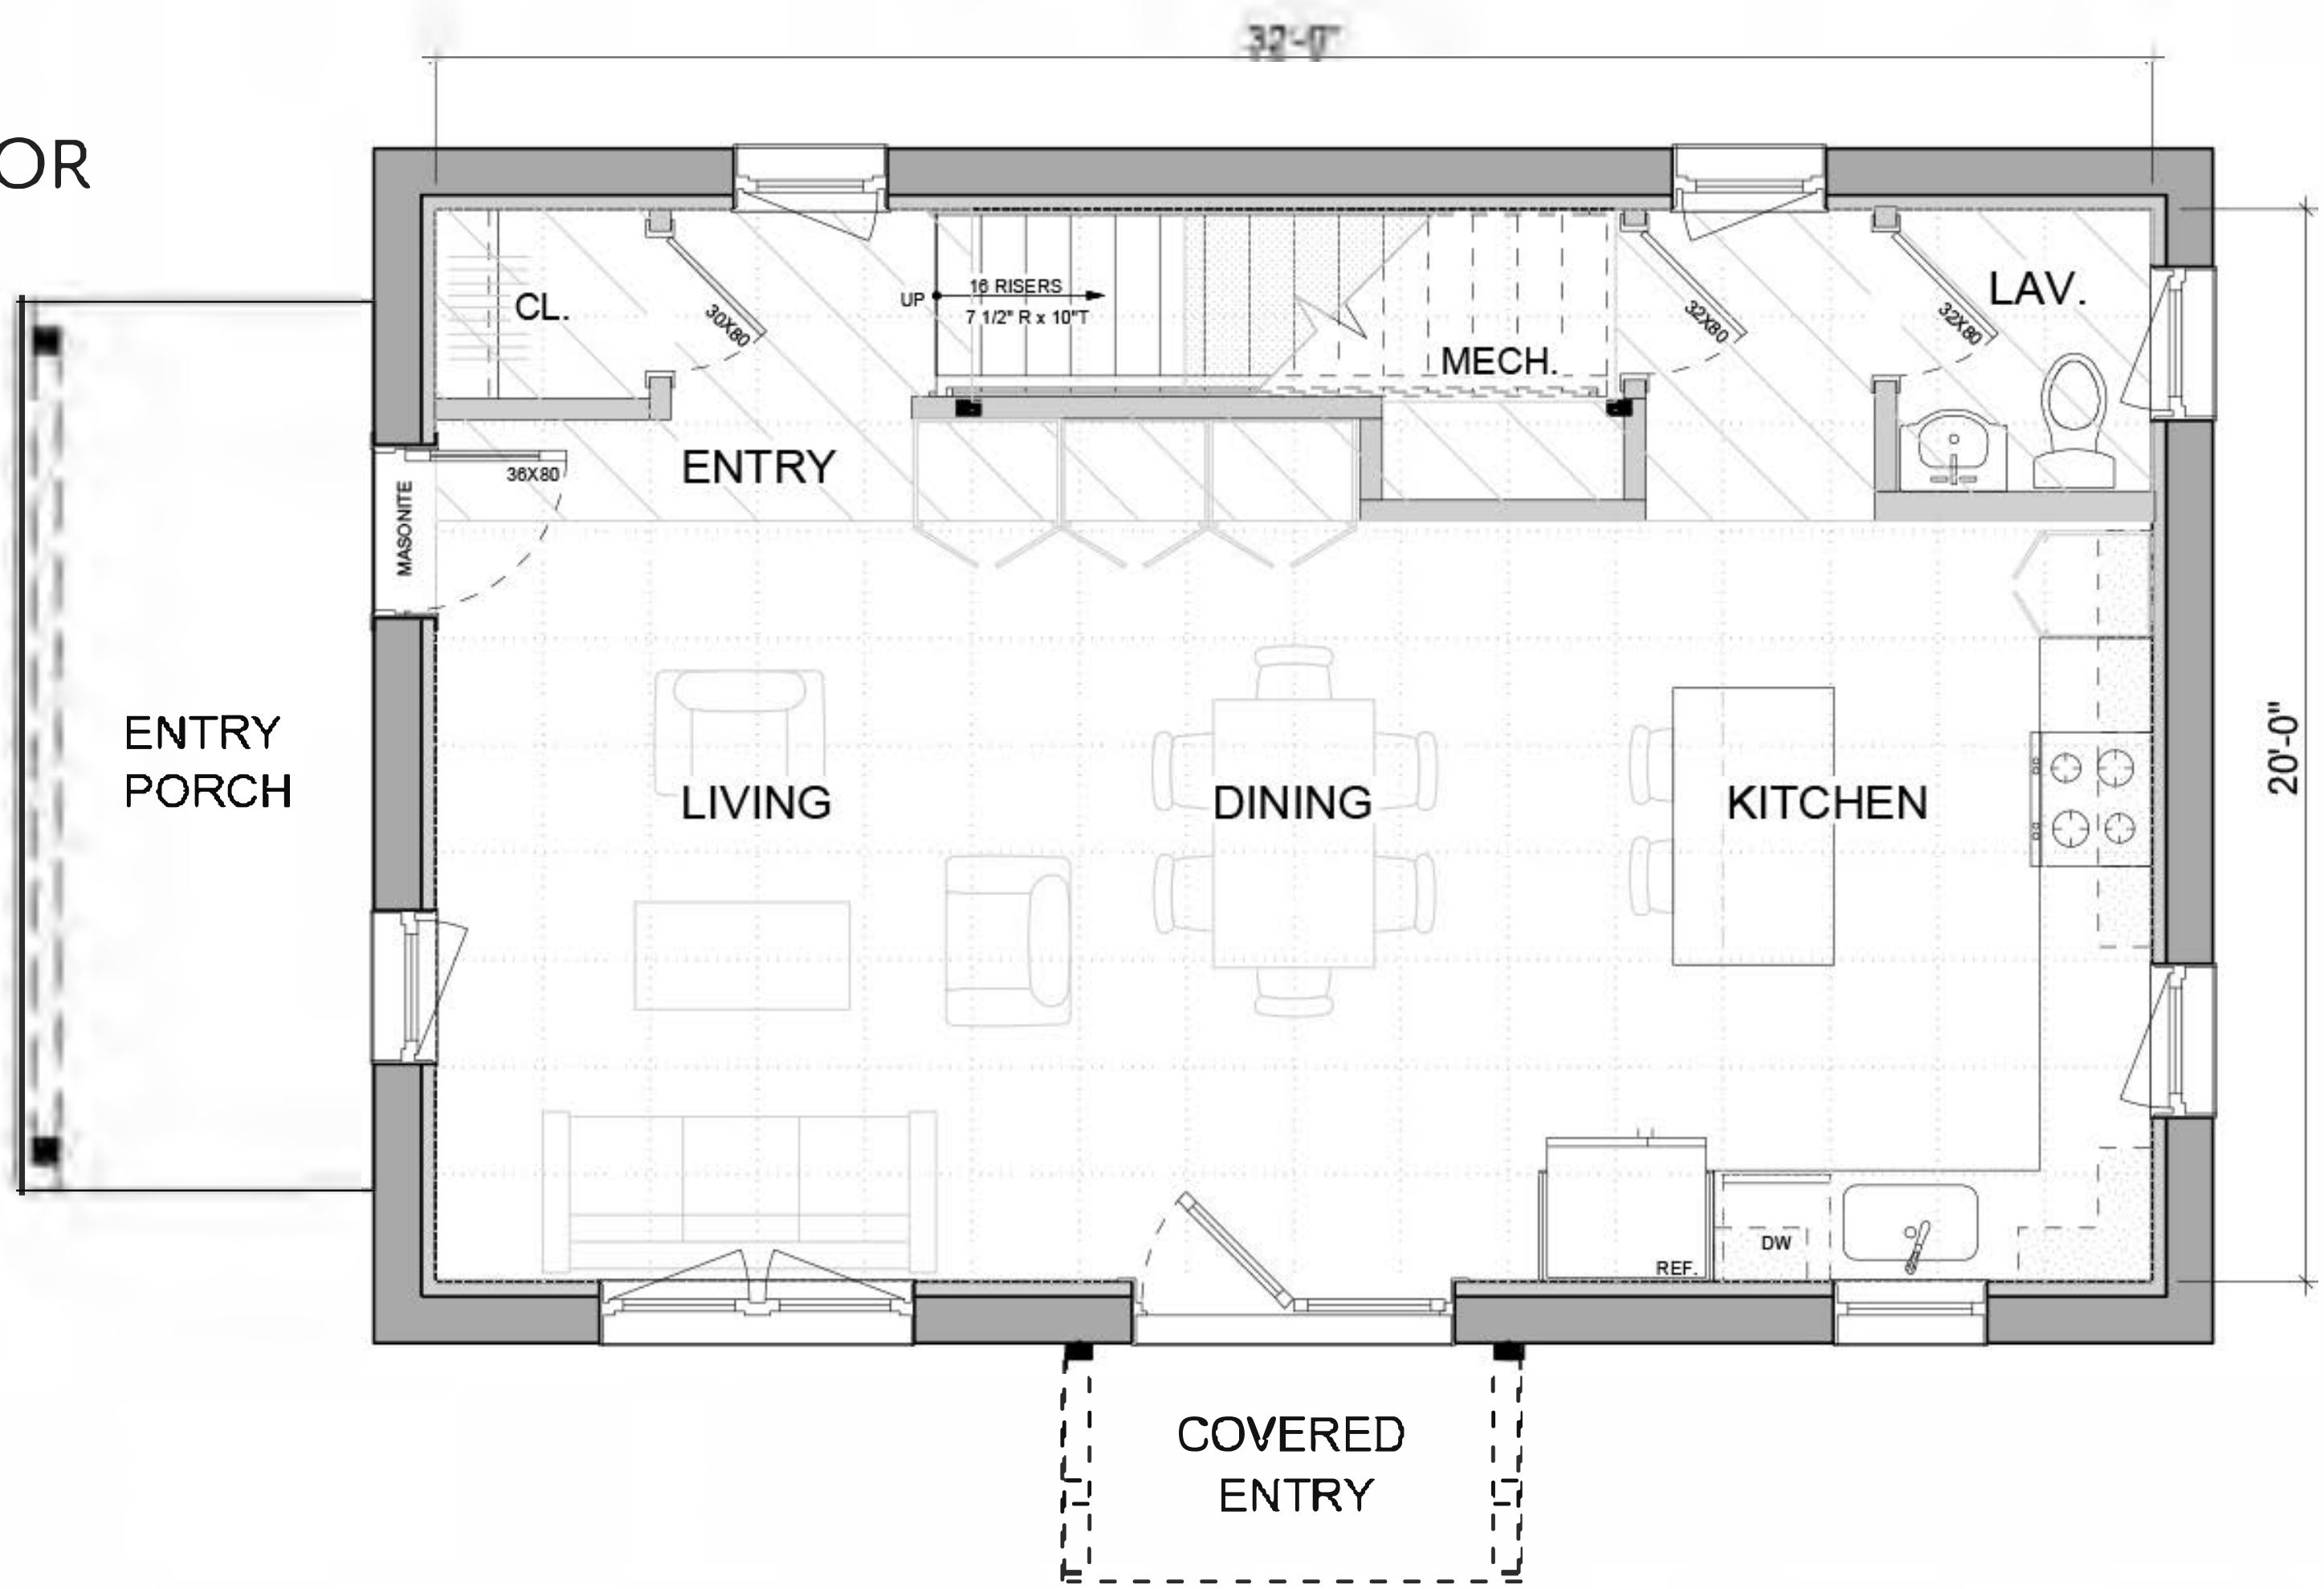 32'-0"
OR
CL.
30X80
UP
16 RISERS
7 1/2" R x 10"T
MECH.
32X80
32X80
LAV.
ENTRY
36X80
MASONITE
ENTRY
PORCH
LIVING
DINING
KITCHEN
20'-0"
REF.
DW
COVERED
ENTRY